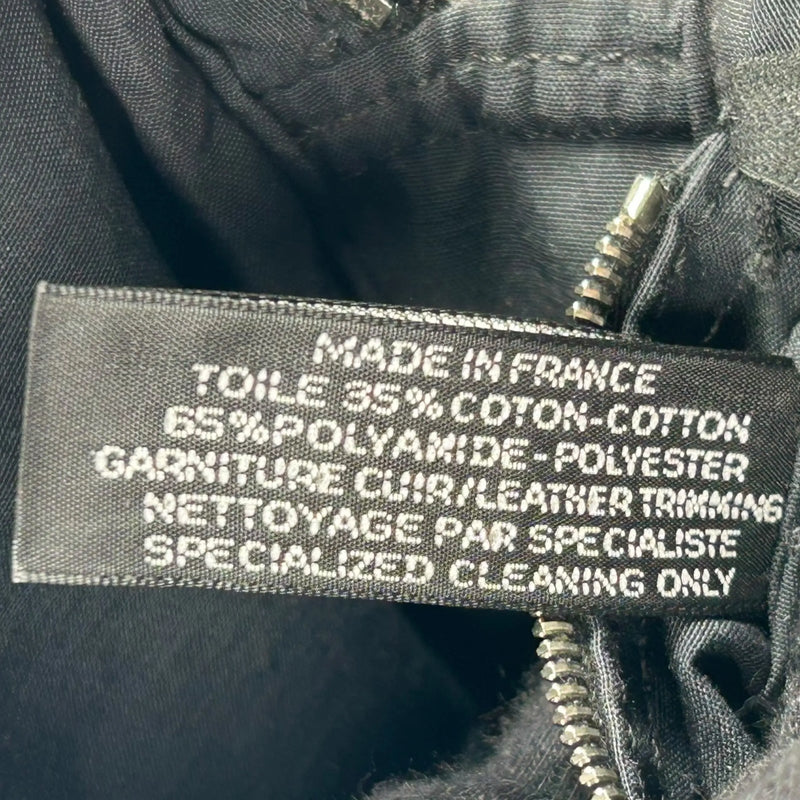 MADE IN FRANCE
TOILE 35% COTON-COTTON
65% POLYAMIDE-POLYESTER
GARNITURE CUIR/LEATHER TRIMMING
NETTOYAGE PAR SPECIALISTE
SPECIALIZED CLEANING ONLY